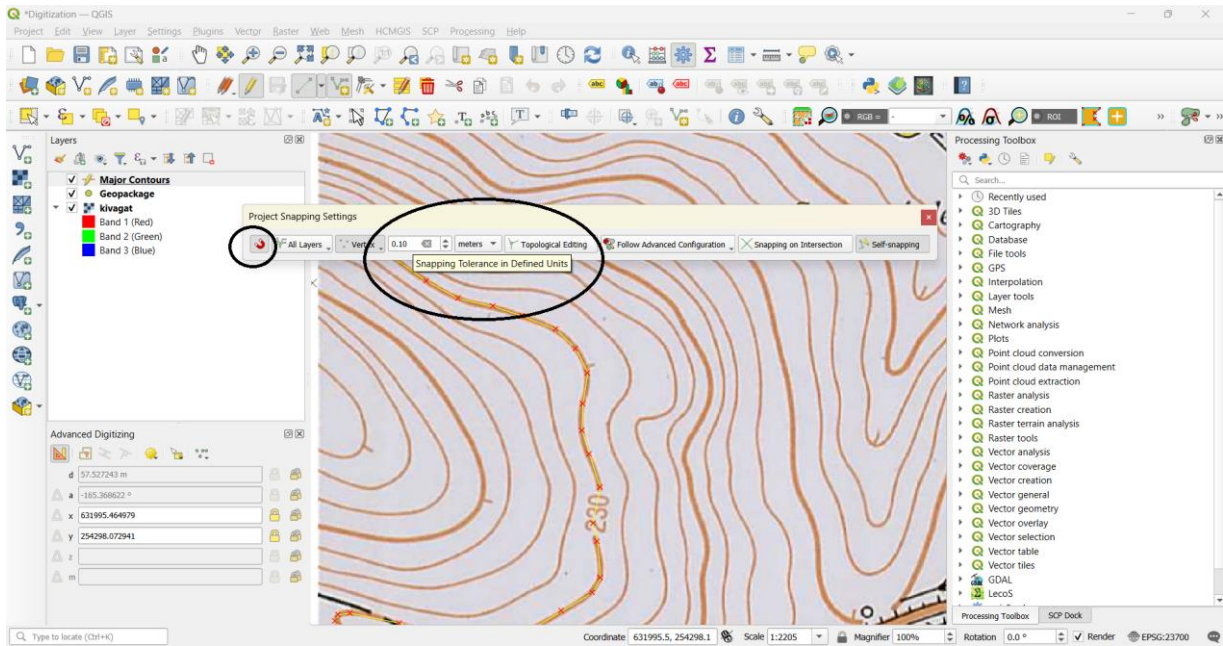 *Digitization — QGIS
Project Edit View Layer Settings Plugins Vector Raster Web Mesh HCMGIS SCP Processing Help
RGB = -
ROI
Layers
Major Contours
Geopackage
kivagat
Band 1 (Red)
Band 2 (Green)
Band 3 (Blue)
Project Snapping Settings
All Layers Vertex 0.10 meters Topological Editing Follow Advanced Configuration Snapping on Intersection Self-snapping
Snapping Tolerance in Defined Units
230
Advanced Digitizing
d 57.527243 m
a -165.368622 °
x 631995.464979
y 254298.072941
z
m
Processing Toolbox
Search...
Recently used
3D Tiles
Cartography
Database
File tools
GPS
Interpolation
Layer tools
Mesh
Network analysis
Plots
Point cloud conversion
Point cloud data management
Point cloud extraction
Raster analysis
Raster creation
Raster terrain analysis
Raster tools
Vector analysis
Vector coverage
Vector creation
Vector general
Vector geometry
Vector overlay
Vector selection
Vector table
Vector tiles
GDAL
LecoS
Processing Toolbox SCP Dock
Type to locate (Ctrl+K) Coordinate 631995.5, 254298.1 Scale 1:2205 Magnifier 100% Rotation 0.0 ° Render EPSG:23700